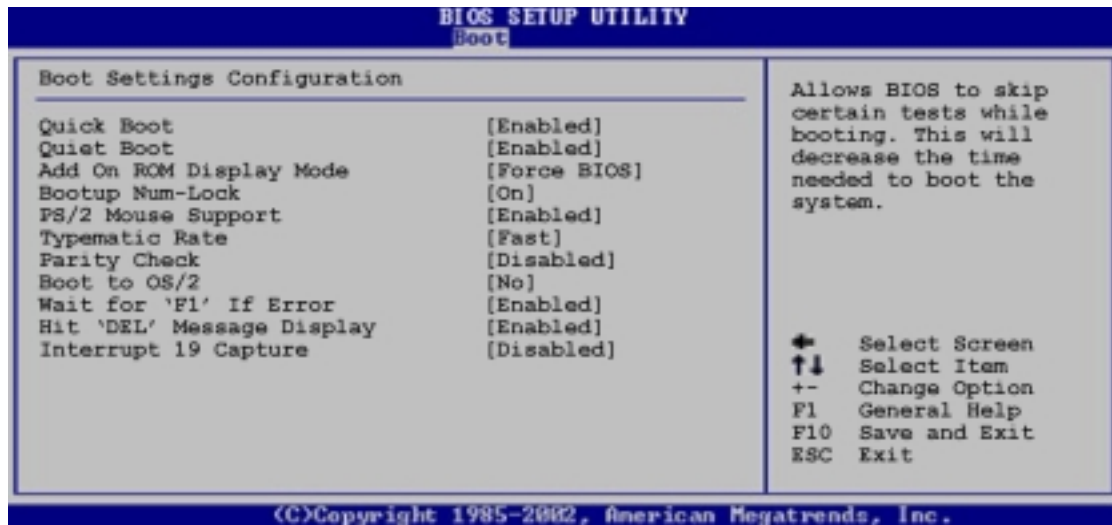 BIOS SETUP UTILITY
Boot
Boot Settings Configuration
Quick Boot [Enabled]
Quiet Boot [Enabled]
Add On ROM Display Mode [Force BIOS]
Bootup Num-Lock [On]
PS/2 Mouse Support [Enabled]
Typematic Rate [Fast]
Parity Check [Disabled]
Boot to OS/2 [No]
Wait for ‘F1’ If Error [Enabled]
Hit ‘DEL’ Message Display [Enabled]
Interrupt 19 Capture [Disabled]
Allows BIOS to skip
certain tests while
booting. This will
decrease the time
needed to boot the
system.
← Select Screen
↑↓ Select Item
+- Change Option
F1 General Help
F10 Save and Exit
ESC Exit
(C)Copyright 1985-2002, American Megatrends, Inc.